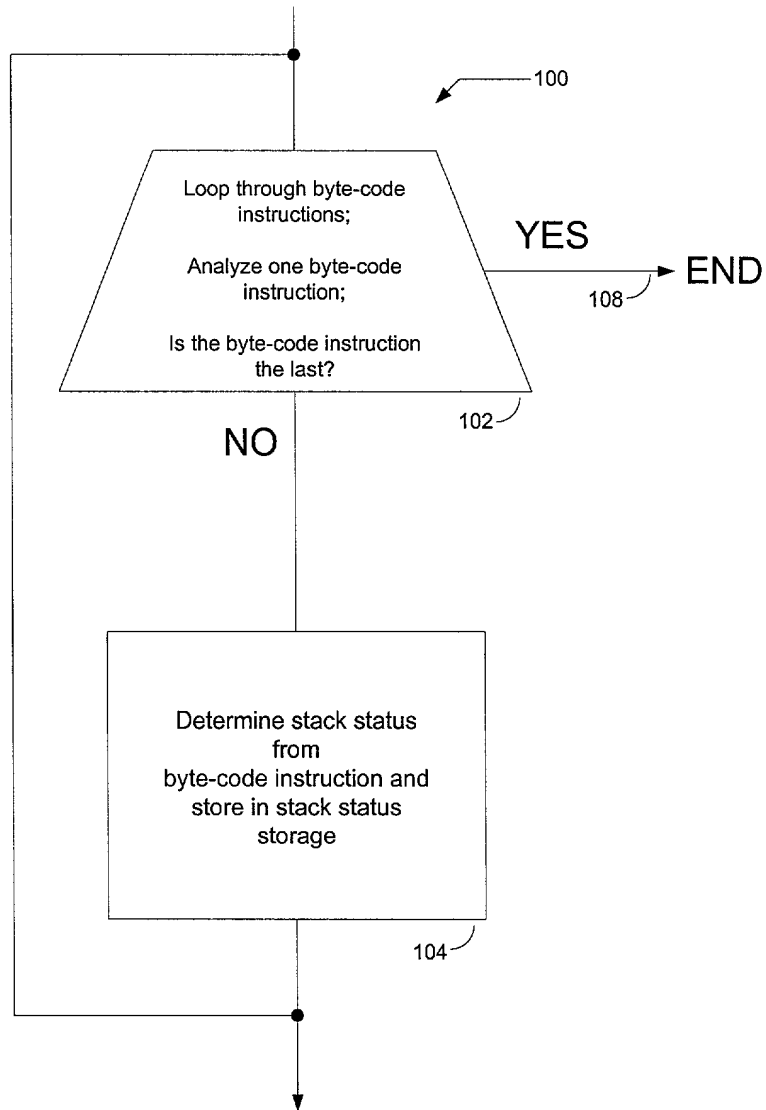 100
Loop through byte-code
instructions;
Analyze one byte-code
instruction;
Is the byte-code instruction
the last?
YES
END
108
102
NO
Determine stack status
from
byte-code instruction and
store in stack status
storage
104